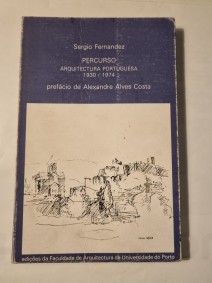 Sergio Fernandez
PERCURSO
ARQUITECTURA PORTUGUESA
1930 / 1974
prefácio de Alexandre Alves Costa
edições da Faculdade de Arquitectura da Universidade do Porto